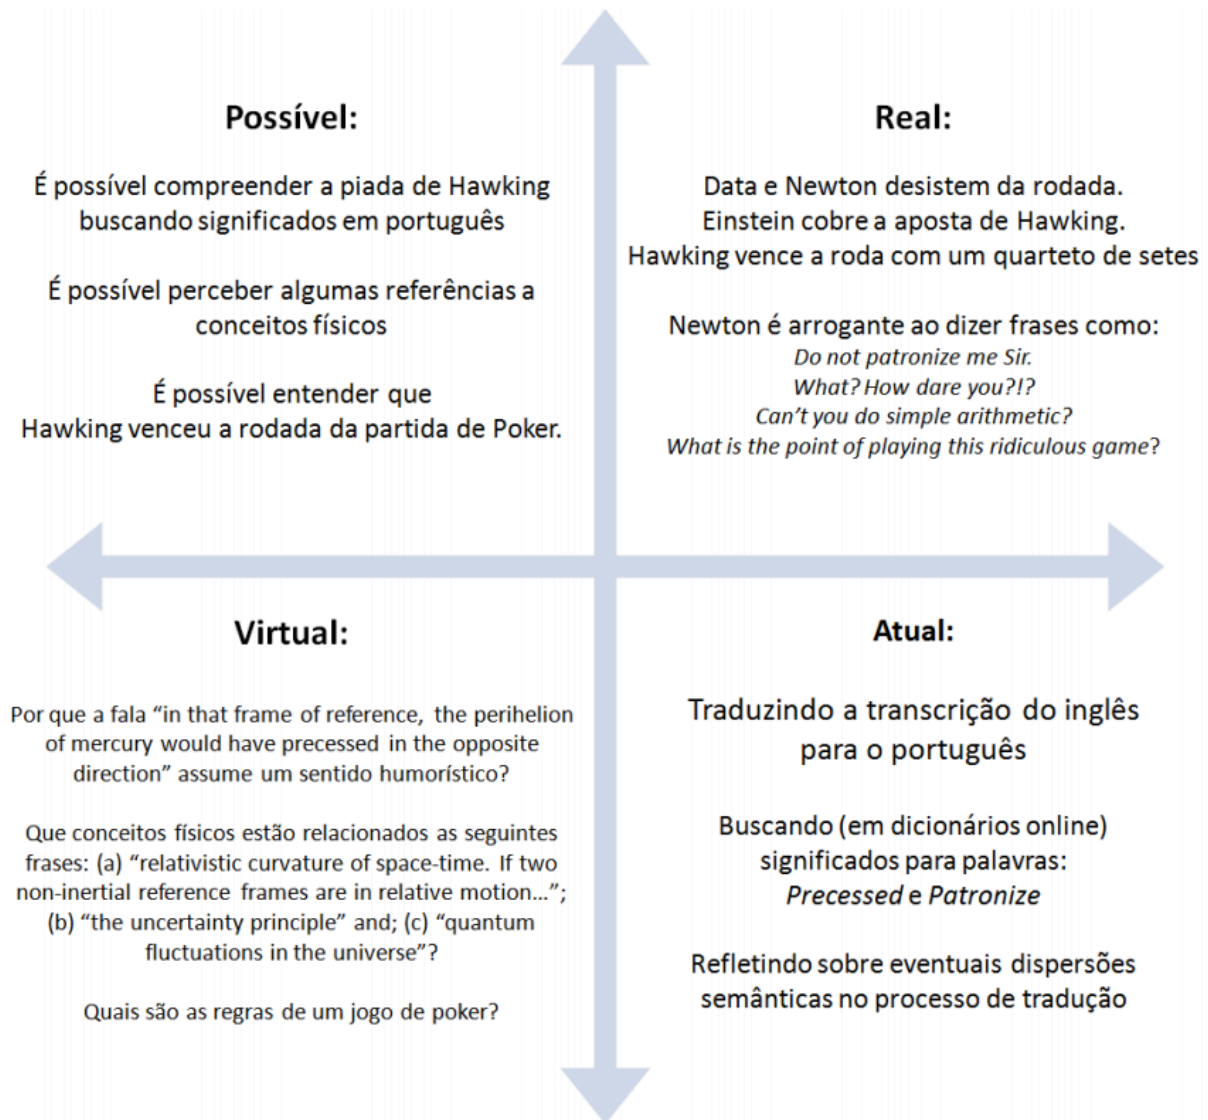 Possível:
É possível compreender a piada de Hawking
buscando significados em português
É possível perceber algumas referências a
conceitos físicos
É possível entender que
Hawking venceu a rodada da partida de Poker.
Real:
Data e Newton desistem da rodada.
Einstein cobre a aposta de Hawking.
Hawking vence a roda com um quarteto de setes
Newton é arrogante ao dizer frases como:
Do not patronize me Sir.
What? How dare you?!?
Can't you do simple arithmetic?
What is the point of playing this ridiculous game?
Virtual:
Por que a fala “in that frame of reference, the perihelion
of mercury would have precessed in the opposite
direction” assume um sentido humorístico?
Que conceitos físicos estão relacionados as seguintes
frases: (a) “relativistic curvature of space-time. If two
non-inertial reference frames are in relative motion...”;
(b) “the uncertainty principle” and; (c) “quantum
fluctuations in the universe”?
Quais são as regras de um jogo de poker?
Atual:
Traduzindo a transcrição do inglês
para o português
Buscando (em dicionários online)
significados para palavras:
Precessed e Patronize
Refletindo sobre eventuais dispersões
semânticas no processo de tradução